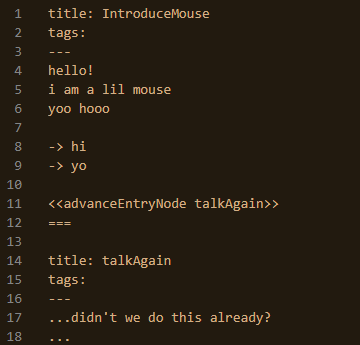 1 title: IntroduceMouse
2 tags:
3 ---
4 hello!
5 i am a lil mouse
6 yoo hooo
7
8 -> hi
9 -> yo
10
11 <<advanceEntryNode talkAgain>>
12 ===
13
14 title: talkAgain
15 tags:
16 ---
17 ...didn't we do this already?
18 ...